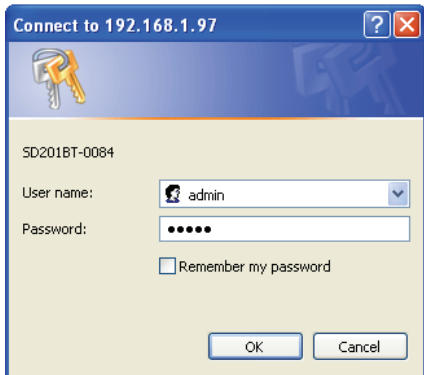 Connect to 192.168.1.97
SD201BT-0084
User name: admin
Password: •••••
Remember my password
OK Cancel